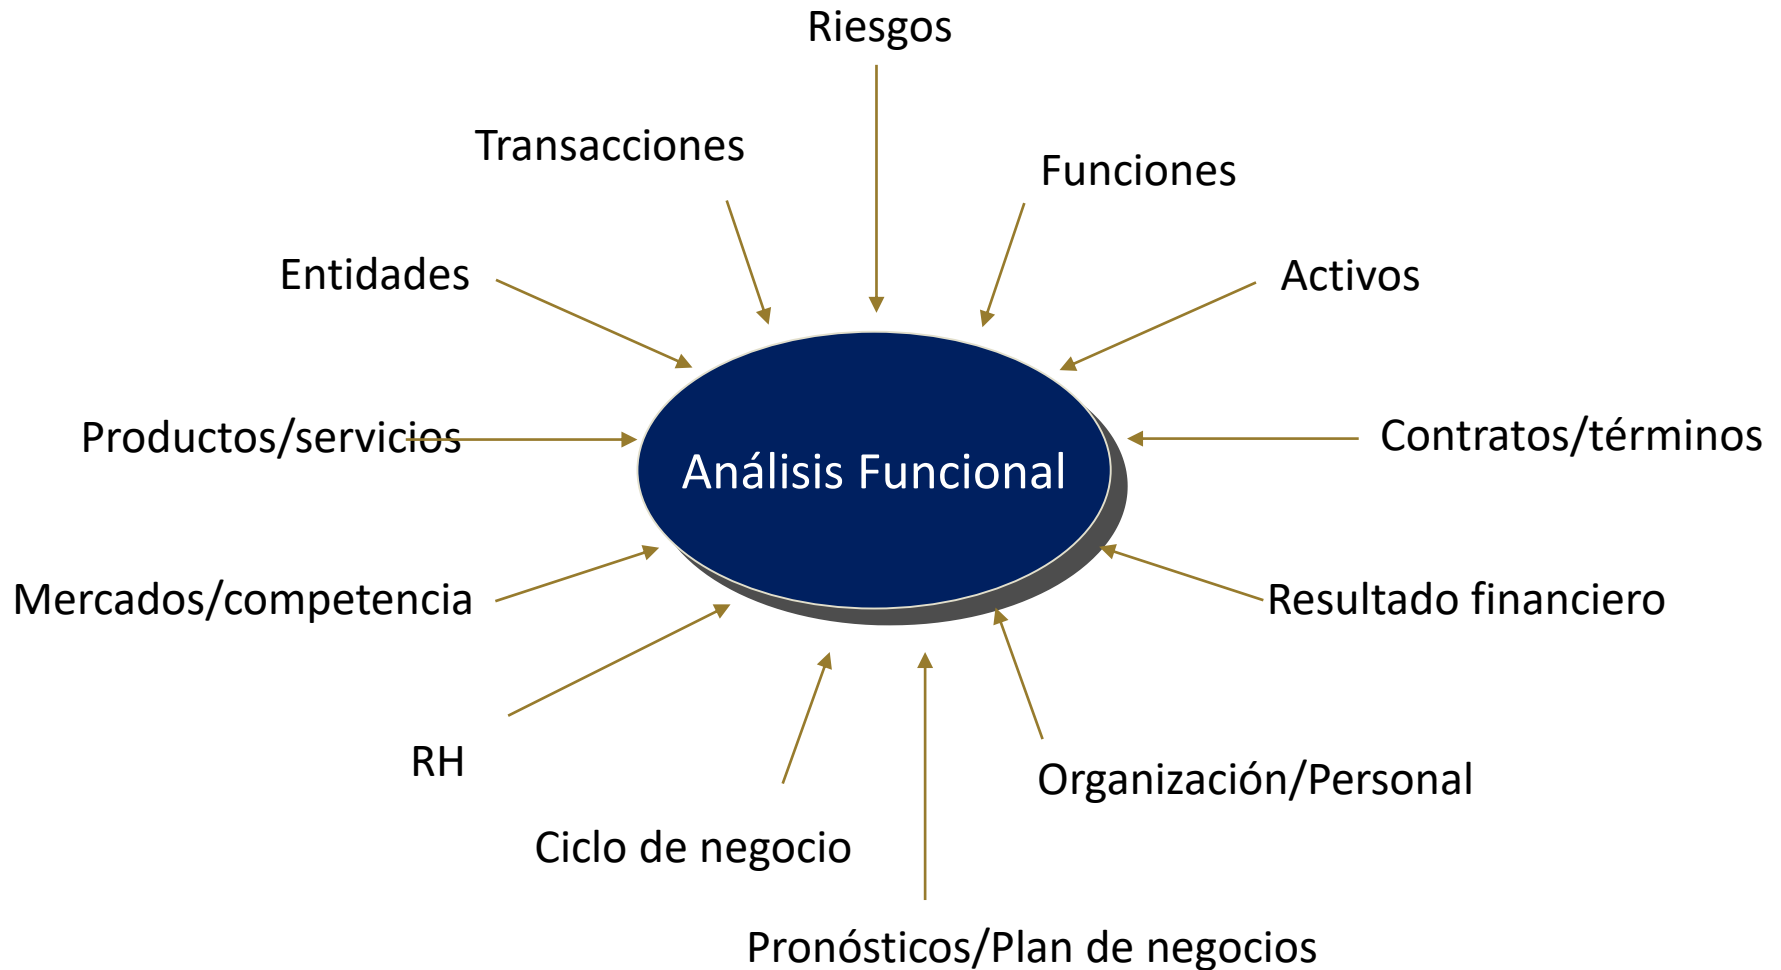 Riesgos
Transacciones
Funciones
Entidades
Activos
Productos/servicios
Contratos/términos
Análisis Funcional
Mercados/competencia
Resultado financiero
RH
Organización/Personal
Ciclo de negocio
Pronósticos/Plan de negocios